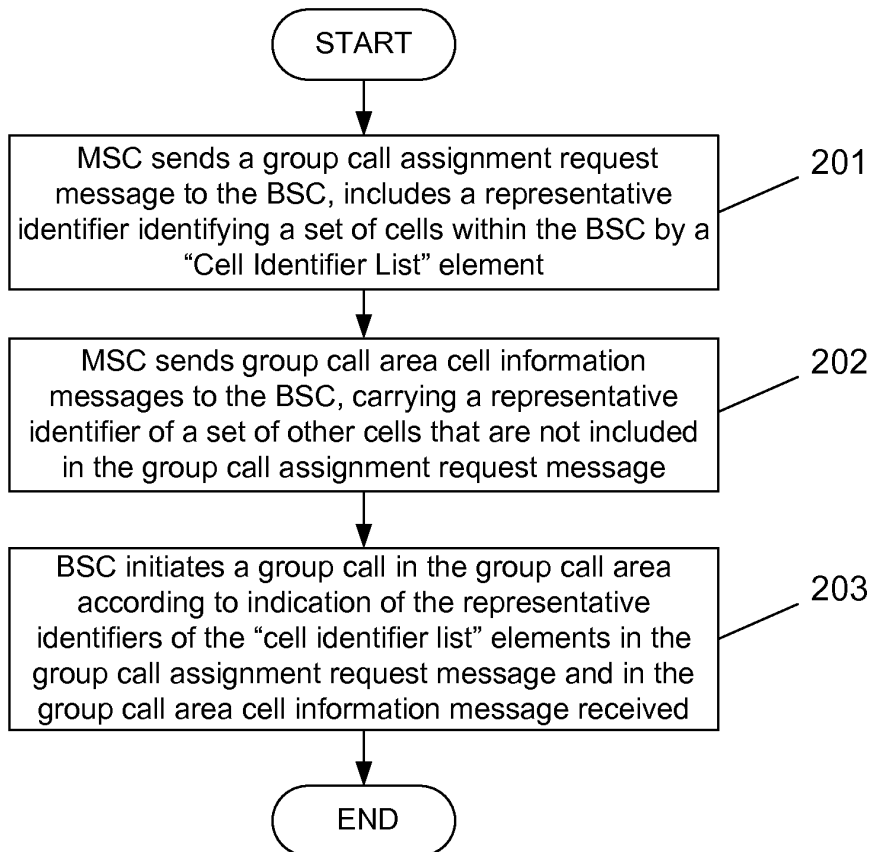 START
MSC sends a group call assignment request
message to the BSC, includes a representative
identifier identifying a set of cells within the BSC by a
“Cell Identifier List” element
201
MSC sends group call area cell information
messages to the BSC, carrying a representative
identifier of a set of other cells that are not included
in the group call assignment request message
202
BSC initiates a group call in the group call area
according to indication of the representative
identifiers of the “cell identifier list” elements in the
group call assignment request message and in the
group call area cell information message received
203
END